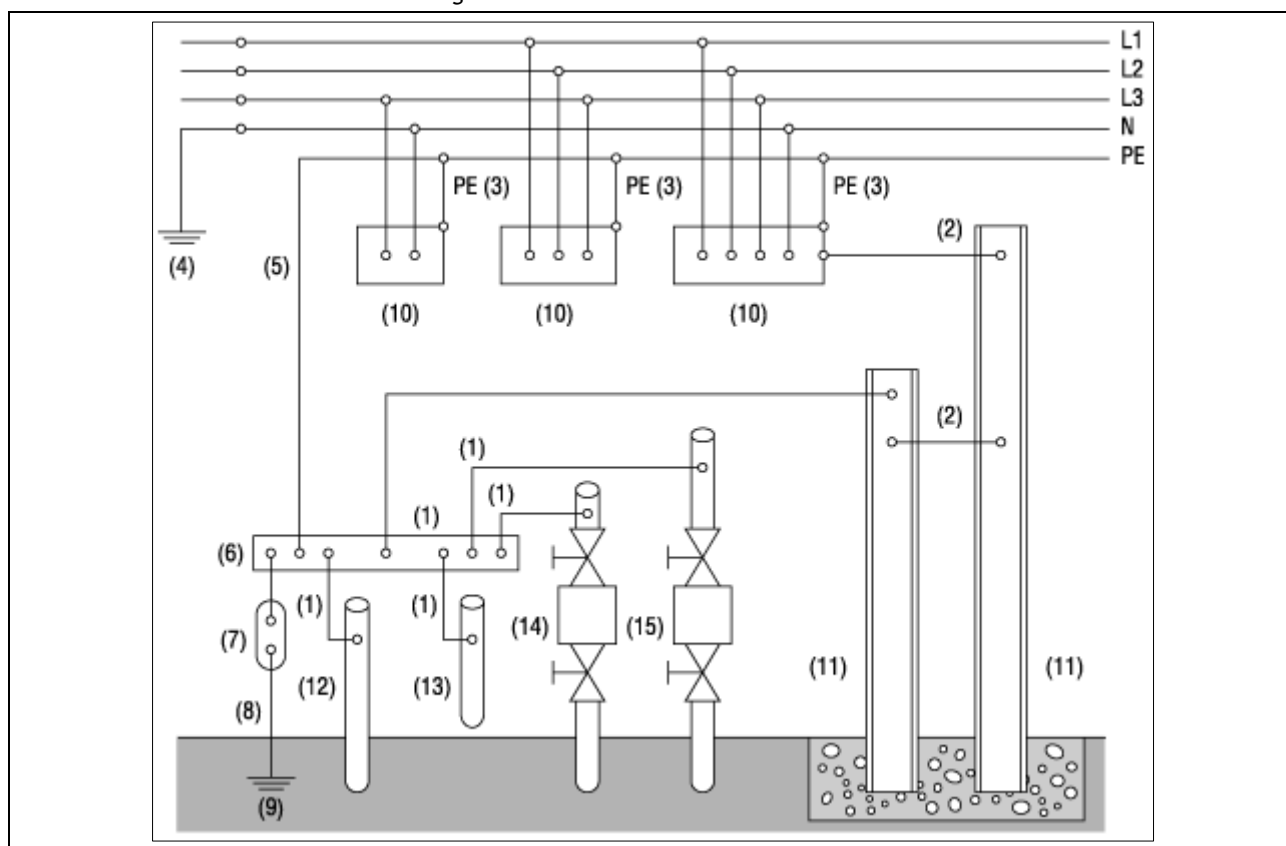 L1
L2
L3
N
PE
PE (3) PE (3) PE (3)
(4) (5) (10) (10) (10) (2)
(2)
(1)
(1)
(1)
(6)
(7) (1) (1) (14) (15)
(12) (13) (11) (11)
(8)
(9)